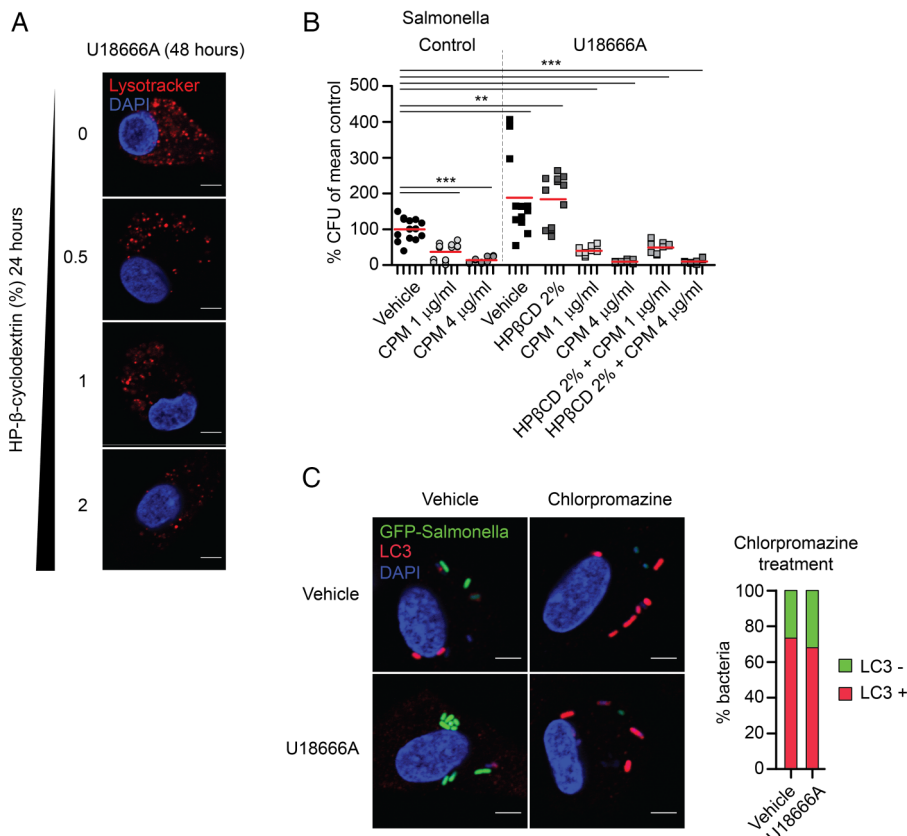 A
U18666A (48 hours)
Lysotracker
DAPI
0
0.5
1
2
HP-β-cyclodextrin (%) 24 hours
B
Salmonella
Control
U18666A
***
**
***
% CFU of mean control
500
400
300
200
100
0
Vehicle
CPM 1 µg/ml
CPM 4 µg/ml
Vehicle
HPβCD 2%
CPM 1 µg/ml
CPM 4 µg/ml
HPβCD 2% + CPM 1 µg/ml
HPβCD 2% + CPM 4 µg/ml
C
Vehicle
Chlorpromazine
GFP-Salmonella
LC3
DAPI
Vehicle
U18666A
Chlorpromazine
treatment
% bacteria
100
80
60
40
20
0
LC3 -
LC3 +
Vehicle
U18666A